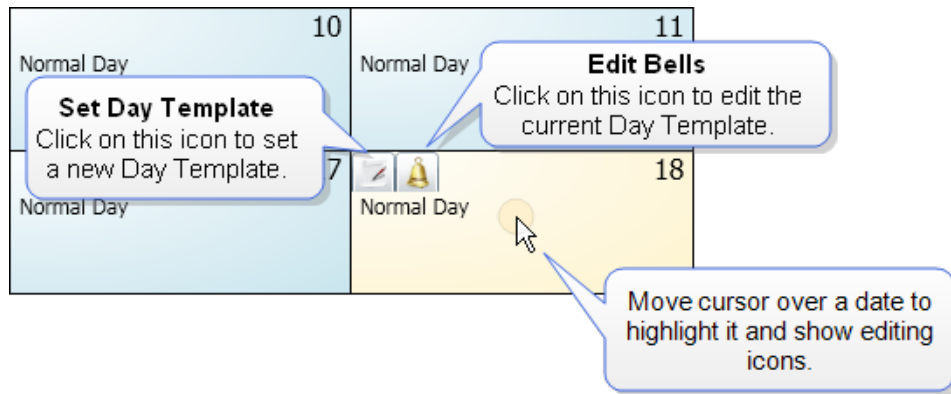 10
11
Normal Day
Normal Day
Edit Bells
Click on this icon to edit the
current Day Template.
Set Day Template
Click on this icon to set
a new Day Template.
7
18
Normal Day
Normal Day
Move cursor over a date to
highlight it and show editing
icons.